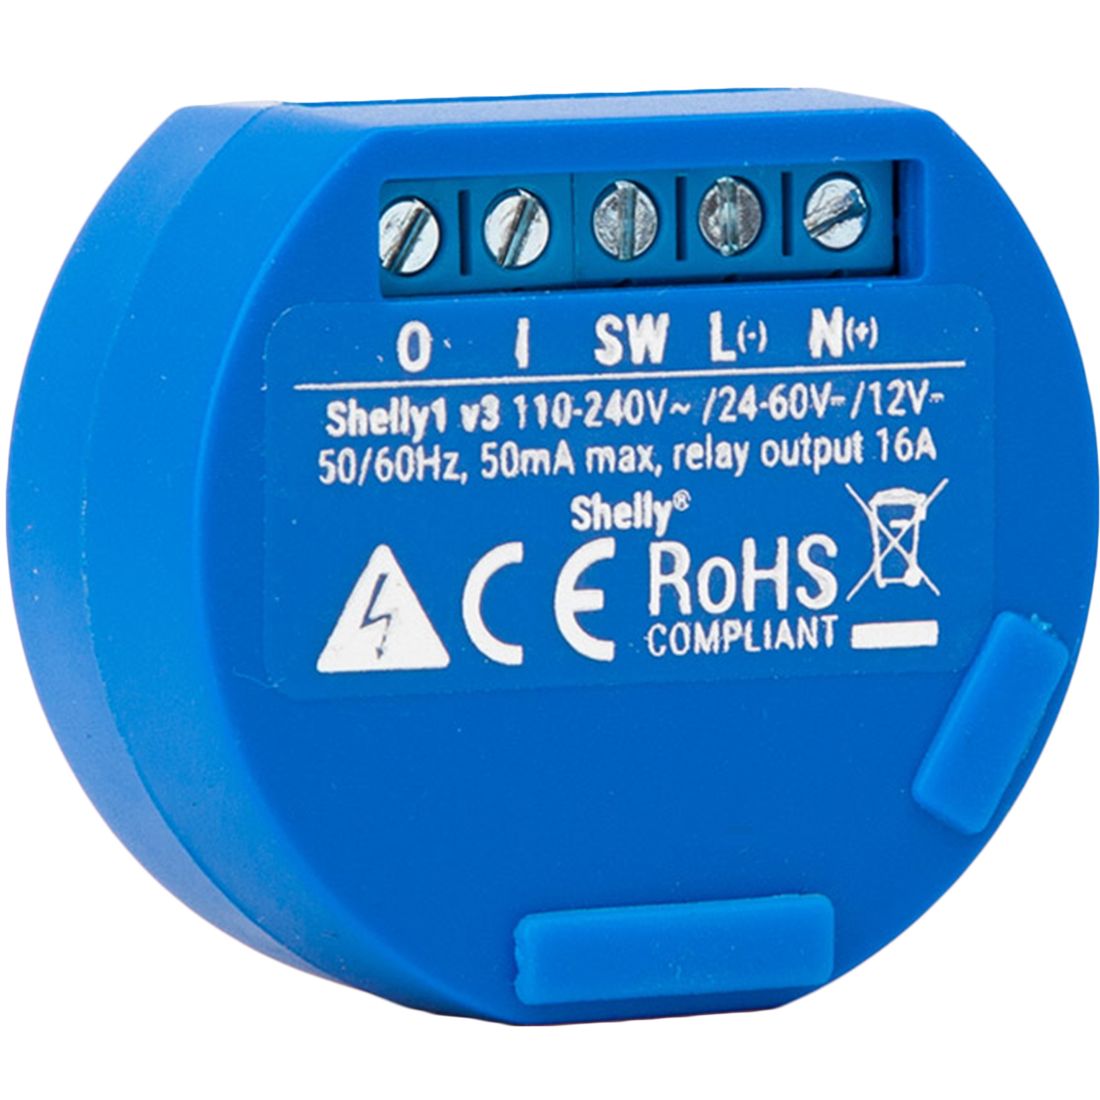 O I SW L(-) N(+)
Shelly1 v3 110-240V~ /24-60V⎓/12V⎓
50/60Hz, 50mA max, relay output 16A
Shelly®
CE RoHS
COMPLIANT